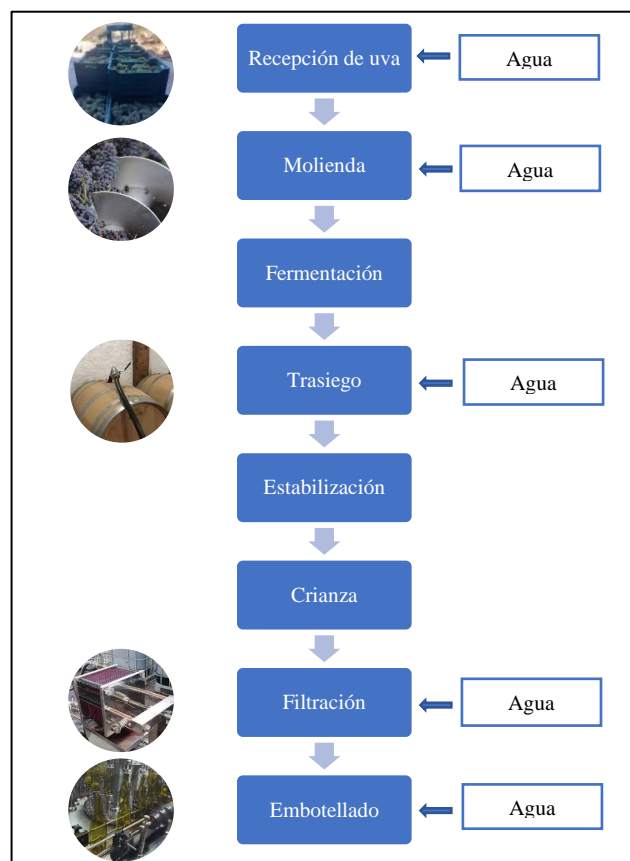 Recepción de uva
Agua
Molienda
Agua
Fermentación
Trasiego
Agua
Estabilización
Crianza
Filtración
Agua
Embotellado
Agua